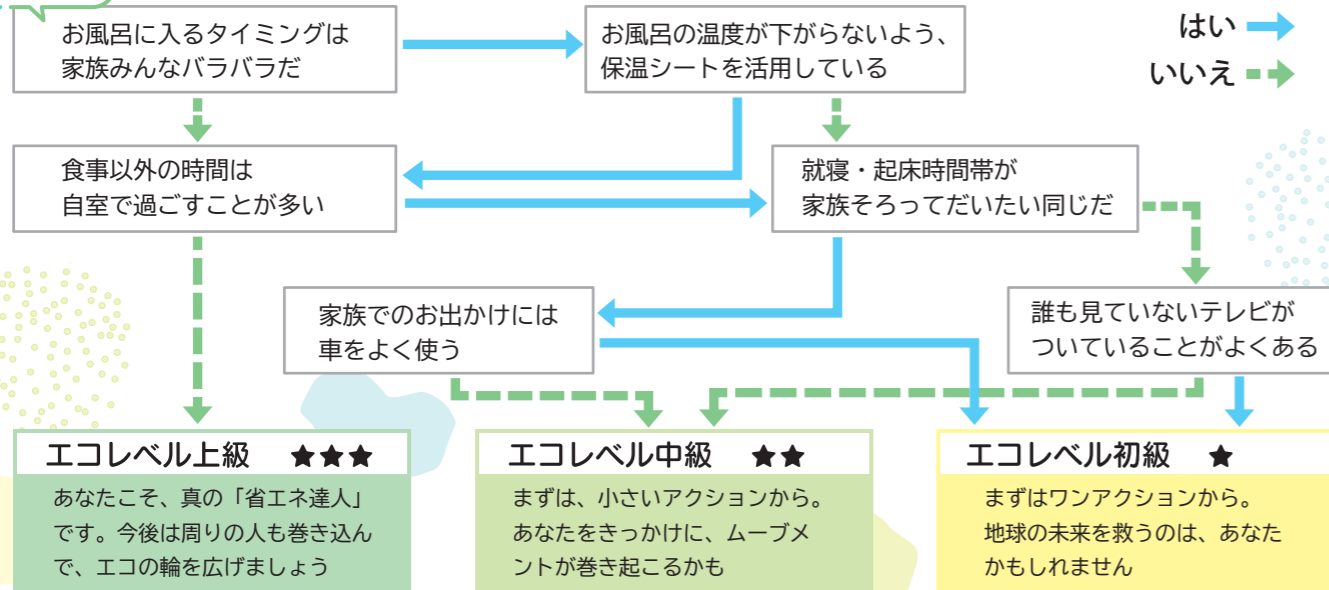 お風呂に入るタイミングは
家族みんなバラバラだ
お風呂の温度が下がらないよう、
保温シートを活用している
はい
いいえ
食事以外の時間は
自室で過ごすことが多い
就寝・起床時間帯が
家族そろってだいたい同じだ
家族でのお出かけには
車をよく使う
誰も見ていないテレビが
ついていることがよくある
エコレベル上級 ★★★
あなたこそ、真の「省エネ達人」
です。今後は周りの人も巻き込ん
で、エコの輪を広げましょう
エコレベル中級 ★★
まずは、小さいアクションから。
あなたをきっかけに、ムーブメ
ントが巻き起こるかも
エコレベル初級 ★
まずはワンアクションから。
地球の未来を救うのは、あなた
かもしれません